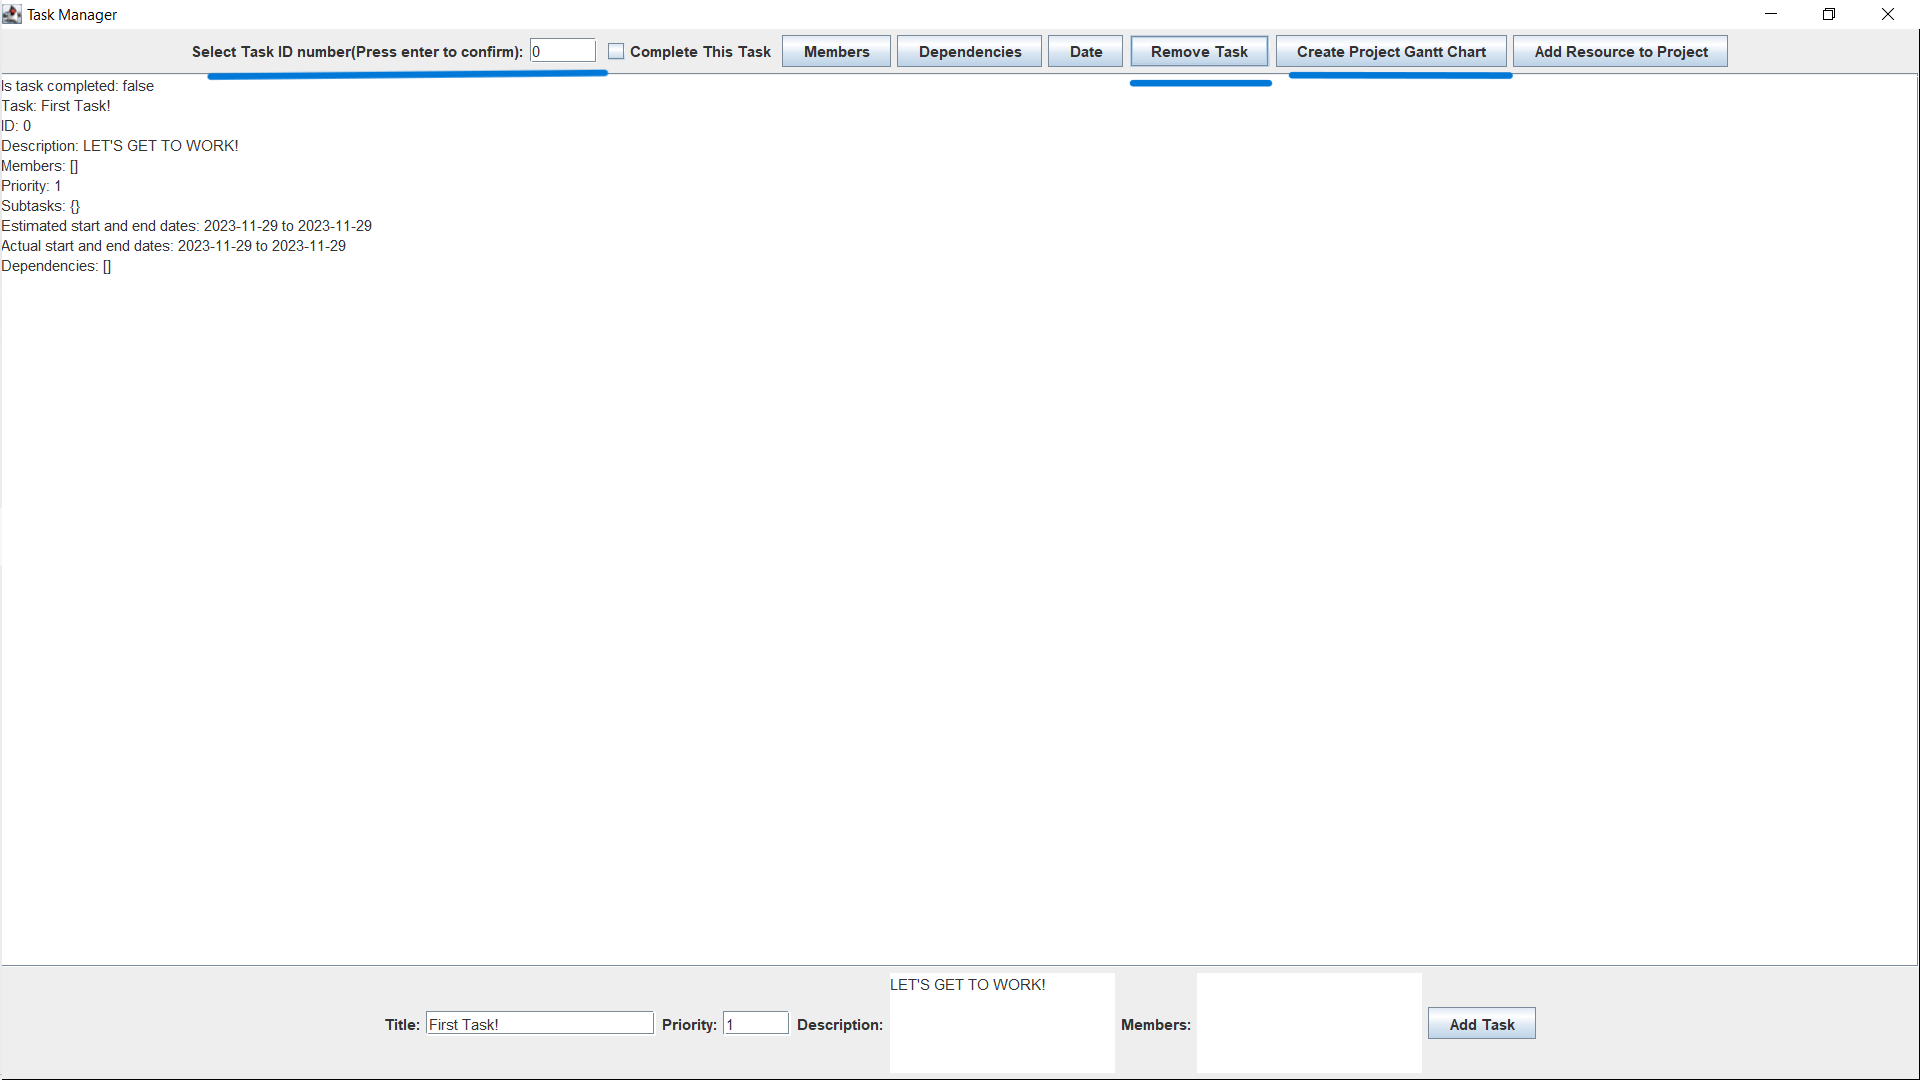 Task Manager
Select Task ID number(Press enter to confirm): 0 Complete This Task Members Dependencies Date Remove Task Create Project Gantt Chart Add Resource to Project
Is task completed: false
Task: First Task!
ID: 0
Description: LET'S GET TO WORK!
Members: []
Priority: 1
Subtasks: {}
Estimated start and end dates: 2023-11-29 to 2023-11-29
Actual start and end dates: 2023-11-29 to 2023-11-29
Dependencies: []
LET'S GET TO WORK!
Title: First Task! Priority: 1 Description: Members: Add Task